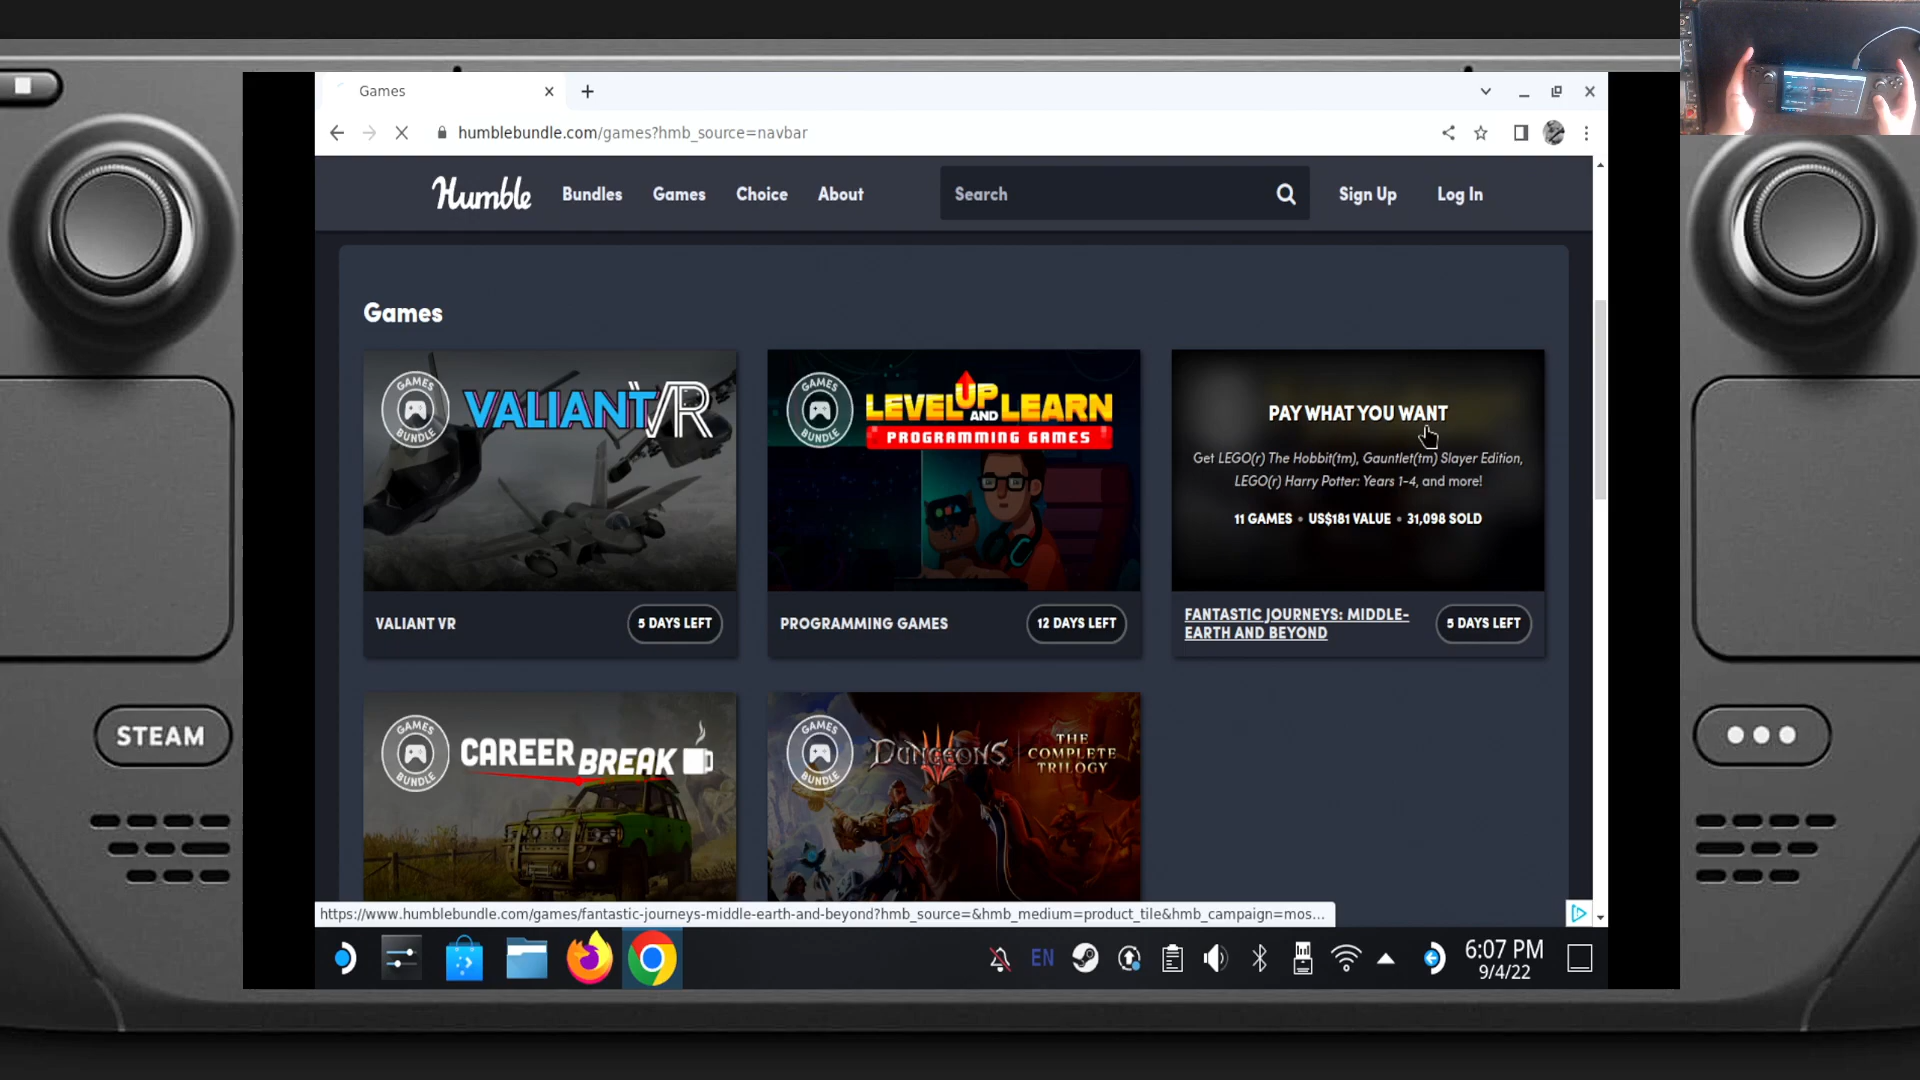 Games
humblebundle.com/games?hmb_source=navbar
Humble
Bundles
Games
Choice
About
Search
Sign Up
Log In
Games
GAMES BUNDLE
VALIANT VR
GAMES BUNDLE
LEVEL UP AND LEARN
PROGRAMMING GAMES
PAY WHAT YOU WANT
Get LEGO(r) The Hobbit(tm), Gauntlet(tm) Slayer Edition,
LEGO(r) Harry Potter: Years 1-4, and more!
11 GAMES • US$181 VALUE • 31,098 SOLD
VALIANT VR
5 DAYS LEFT
PROGRAMMING GAMES
12 DAYS LEFT
FANTASTIC JOURNEYS: MIDDLE-
EARTH AND BEYOND
5 DAYS LEFT
GAMES BUNDLE
CAREER BREAK
GAMES BUNDLE
DUNGEONS
THE
COMPLETE
TRILOGY
STEAM
https://www.humblebundle.com/games/fantastic-journeys-middle-earth-and-beyond?hmb_source=&hmb_medium=product_tile&hmb_campaign=mos...
EN
6:07 PM
9/4/22